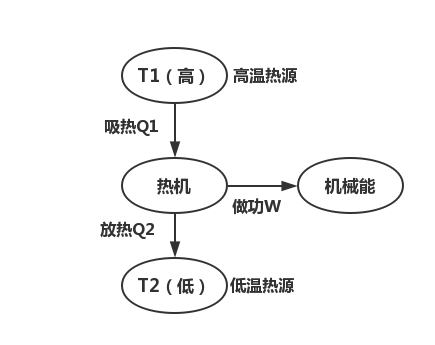 T1（高）
高温热源
吸热Q1
热机
机械能
做功W
放热Q2
T2（低）
低温热源